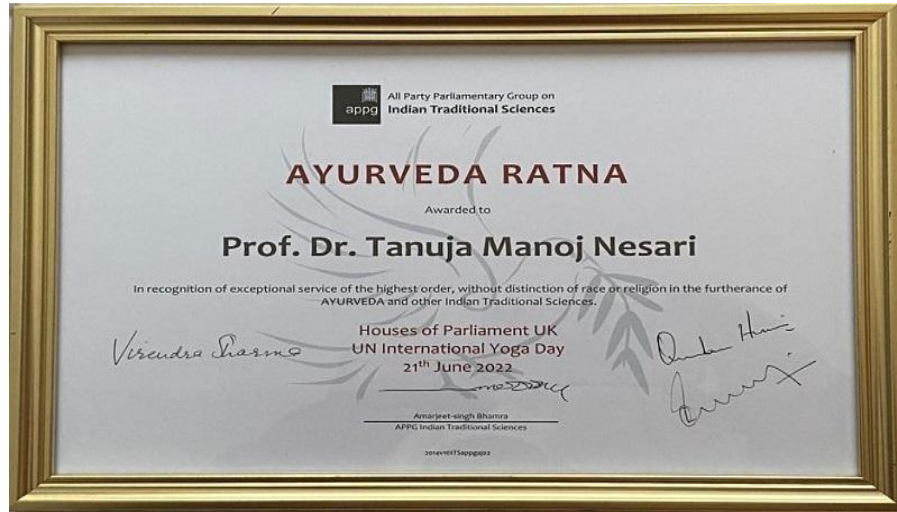 appg
All Party Parliamentary Group on
Indian Traditional Sciences
AYURVEDA RATNA
Awarded to
Prof. Dr. Tanuja Manoj Nesari
In recognition of exceptional service of the highest order, without distinction of race or religion in the furtherance of
AYURVEDA and other Indian Traditional Sciences.
Virendra Sharma
Houses of Parliament UK
UN International Yoga Day
21th June 2022
Amarjeet-singh Bhamra
APPG Indian Traditional Sciences